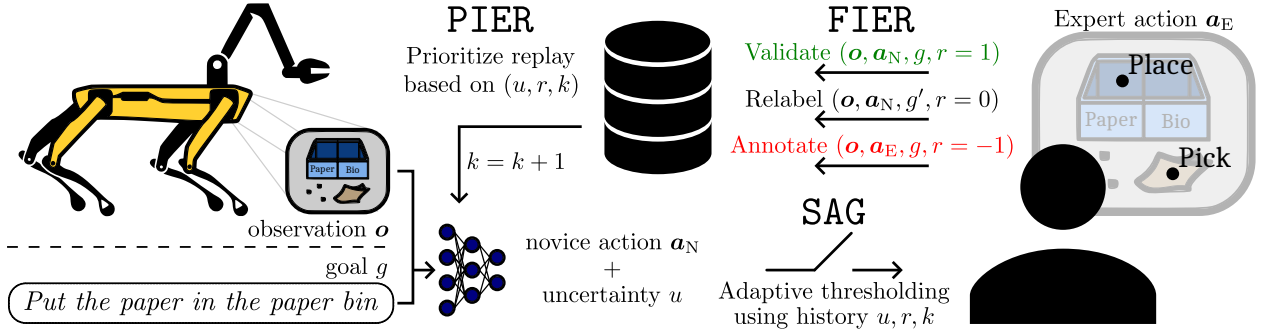 PIER
Prioritize replay
based on (u, r, k)
k = k + 1
FIER
Validate (o, a_N, g, r = 1)
Relabel (o, a_N, g′, r = 0)
Annotate (o, a_E, g, r = −1)
Expert action a_E
Place
Paper
Bio
Pick
Paper
Bio
observation o
goal g
Put the paper in the paper bin
novice action a_N
+
uncertainty u
SAG
Adaptive thresholding
using history u, r, k